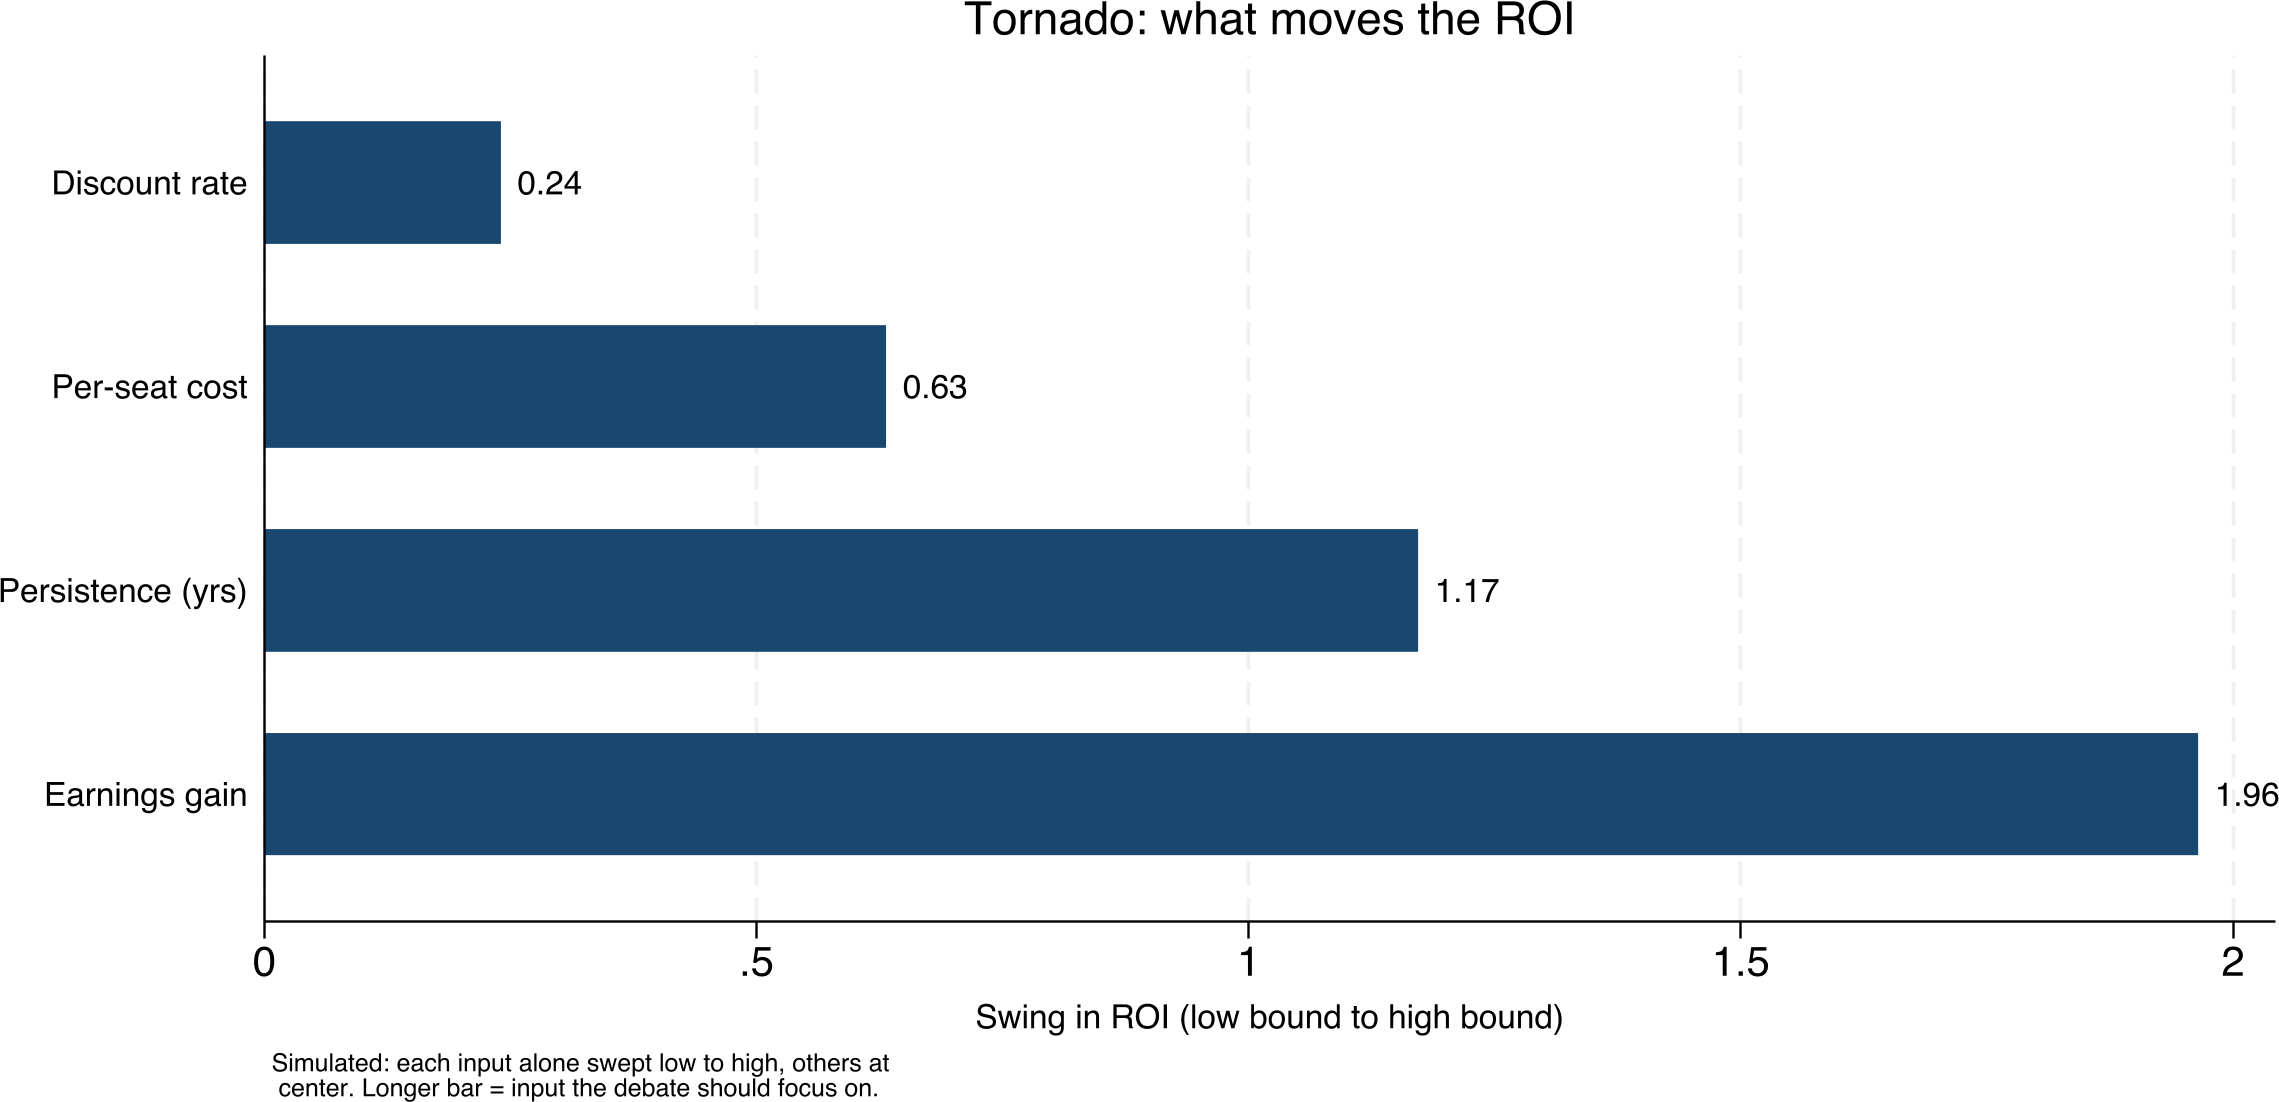 Tornado: what moves the ROI
Discount rate
0.24
Per-seat cost
0.63
Persistence (yrs)
1.17
Earnings gain
1.96
0 .5 1 1.5 2
Swing in ROI (low bound to high bound)
Simulated: each input alone swept low to high, others at
center. Longer bar = input the debate should focus on.